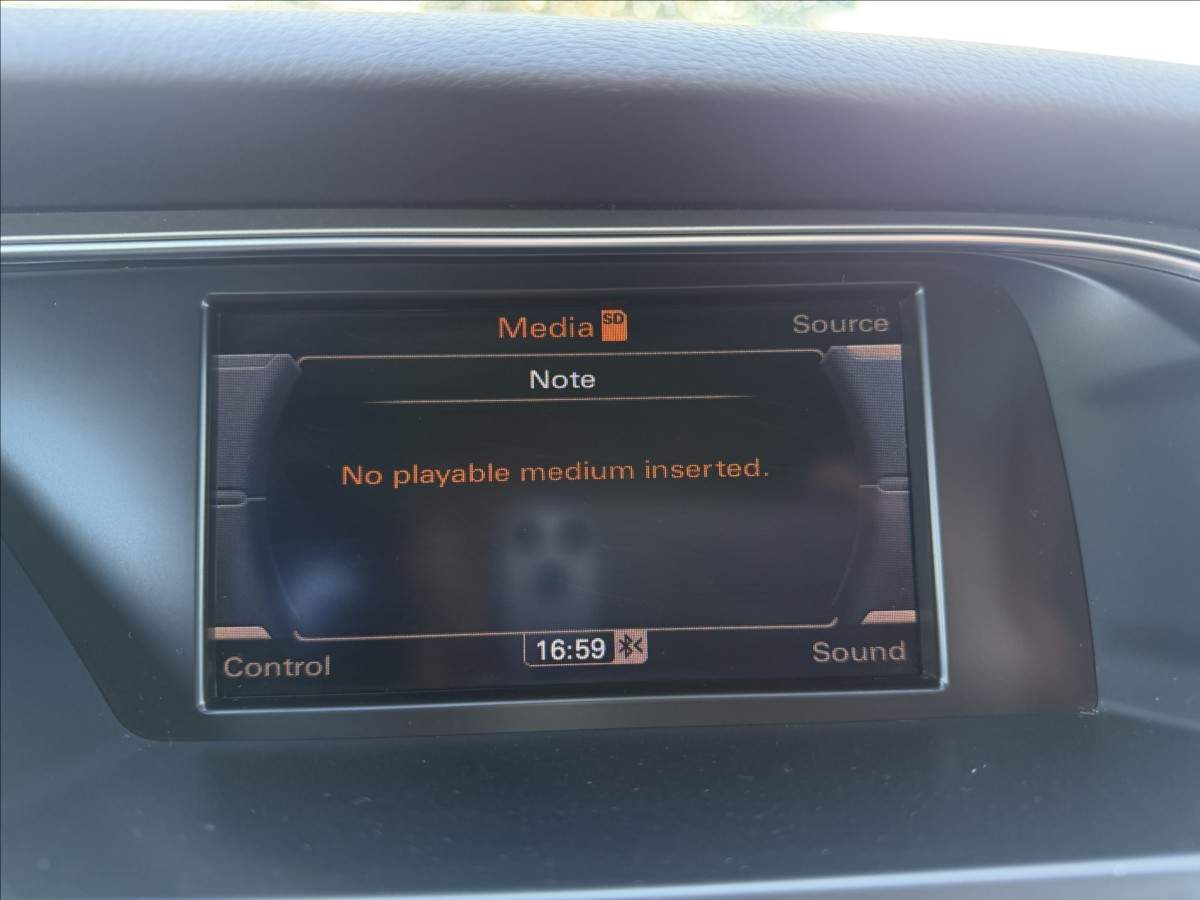 Media SD
Source
Note
No playable medium inserted.
Control
16:59
Sound